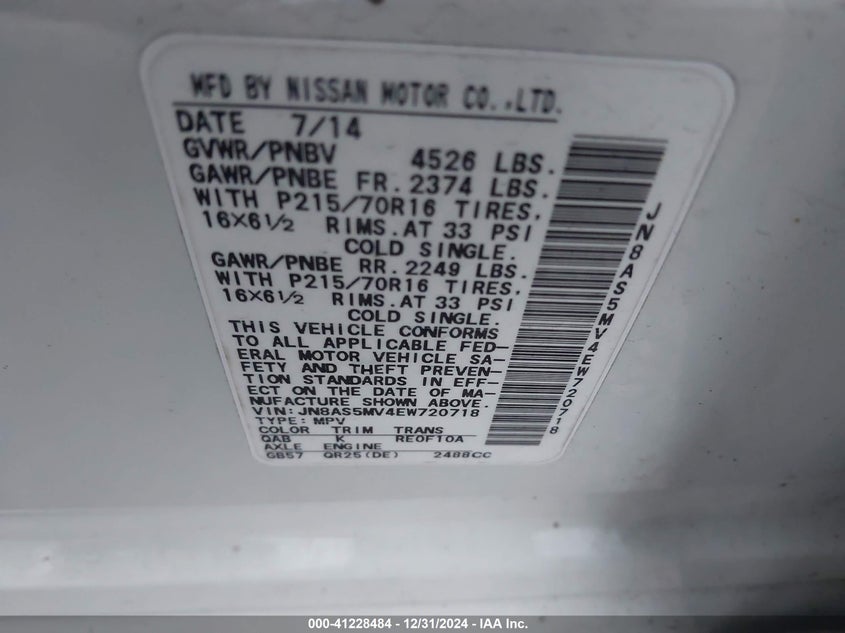 MFD BY NISSAN MOTOR CO.,LTD.
DATE 7/14
GVWR/PNBV 4526 LBS.
GAWR/PNBE FR. 2374 LBS.
WITH P215/70R16 TIRES.
16X6½ RIMS. AT 33 PSI
COLD SINGLE.
GAWR/PNBE RR. 2249 LBS.
WITH P215/70R16 TIRES.
16X6½ RIMS. AT 33 PSI
COLD SINGLE.
THIS VEHICLE CONFORMS
TO ALL APPLICABLE FED-
ERAL MOTOR VEHICLE SA-
FETY AND THEFT PREVEN-
TION STANDARDS IN EFF-
ECT ON THE DATE OF MA-
NUFACTURE SHOWN ABOVE.
VIN: JN8AS5MV4EW720718
TYPE: MPV
COLOR TRIM TRANS
QAB K RE0F10A
AXLE ENGINE
GB57 QR25(DE) 2488CC
JN8AS5MV4EW720718
000-41228484 - 12/31/2024 - IAA Inc.